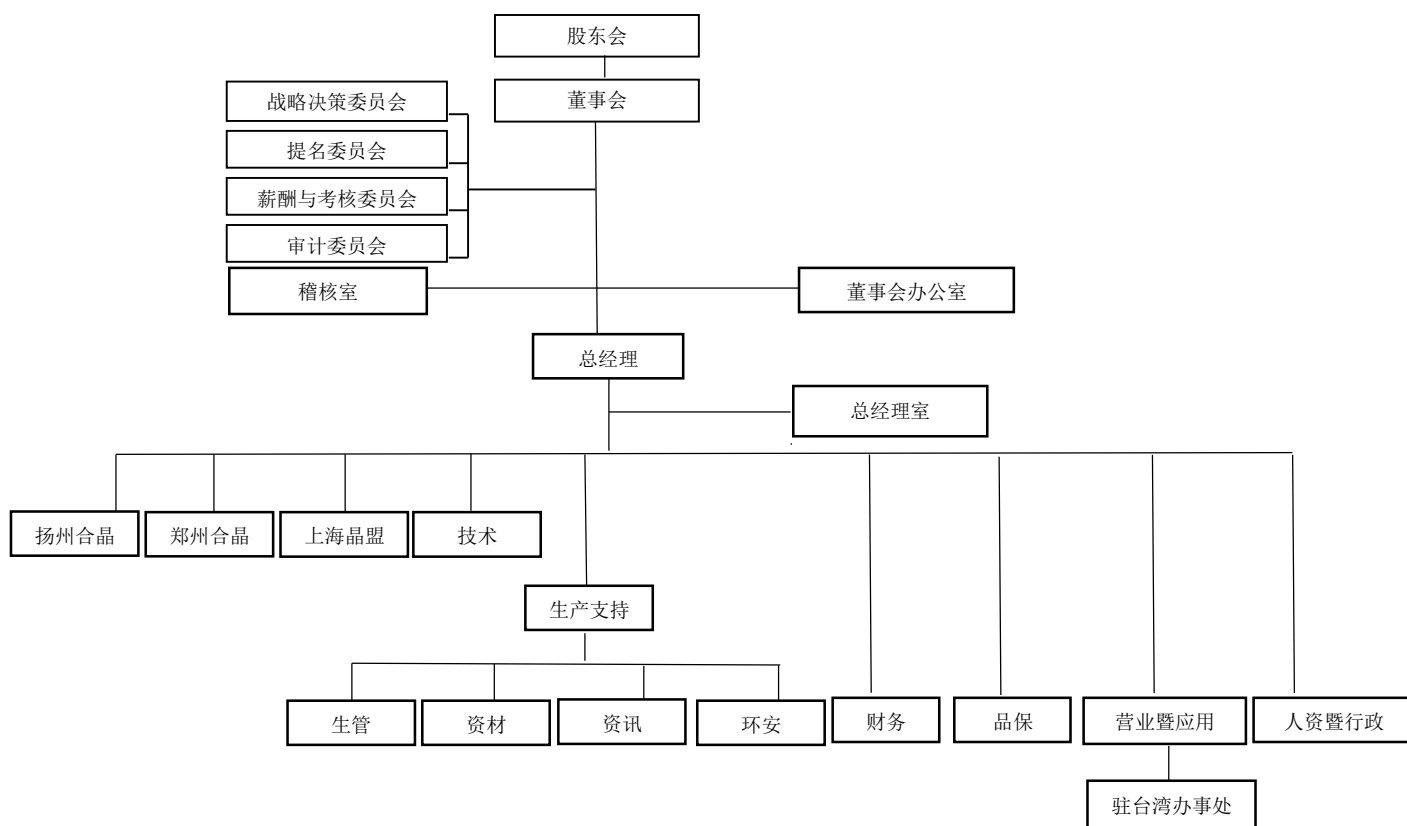 股东会
董事会
战略决策委员会
提名委员会
薪酬与考核委员会
审计委员会
稽核室
董事会办公室
总经理
总经理室
扬州合晶
郑州合晶
上海晶盟
技术
生产支持
生管
资材
资讯
环安
财务
品保
营业暨应用
人资暨行政
驻台湾办事处